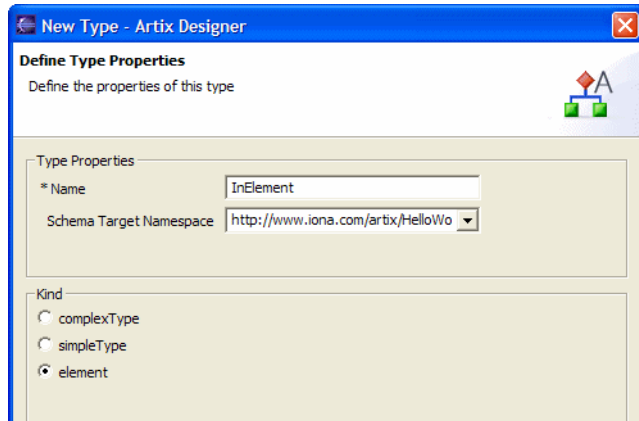 New Type - Artix Designer
Define Type Properties
Define the properties of this type
A
Type Properties
* Name InElement
Schema Target Namespace http://www.iona.com/artix/HelloWo
Kind
complexType
simpleType
element